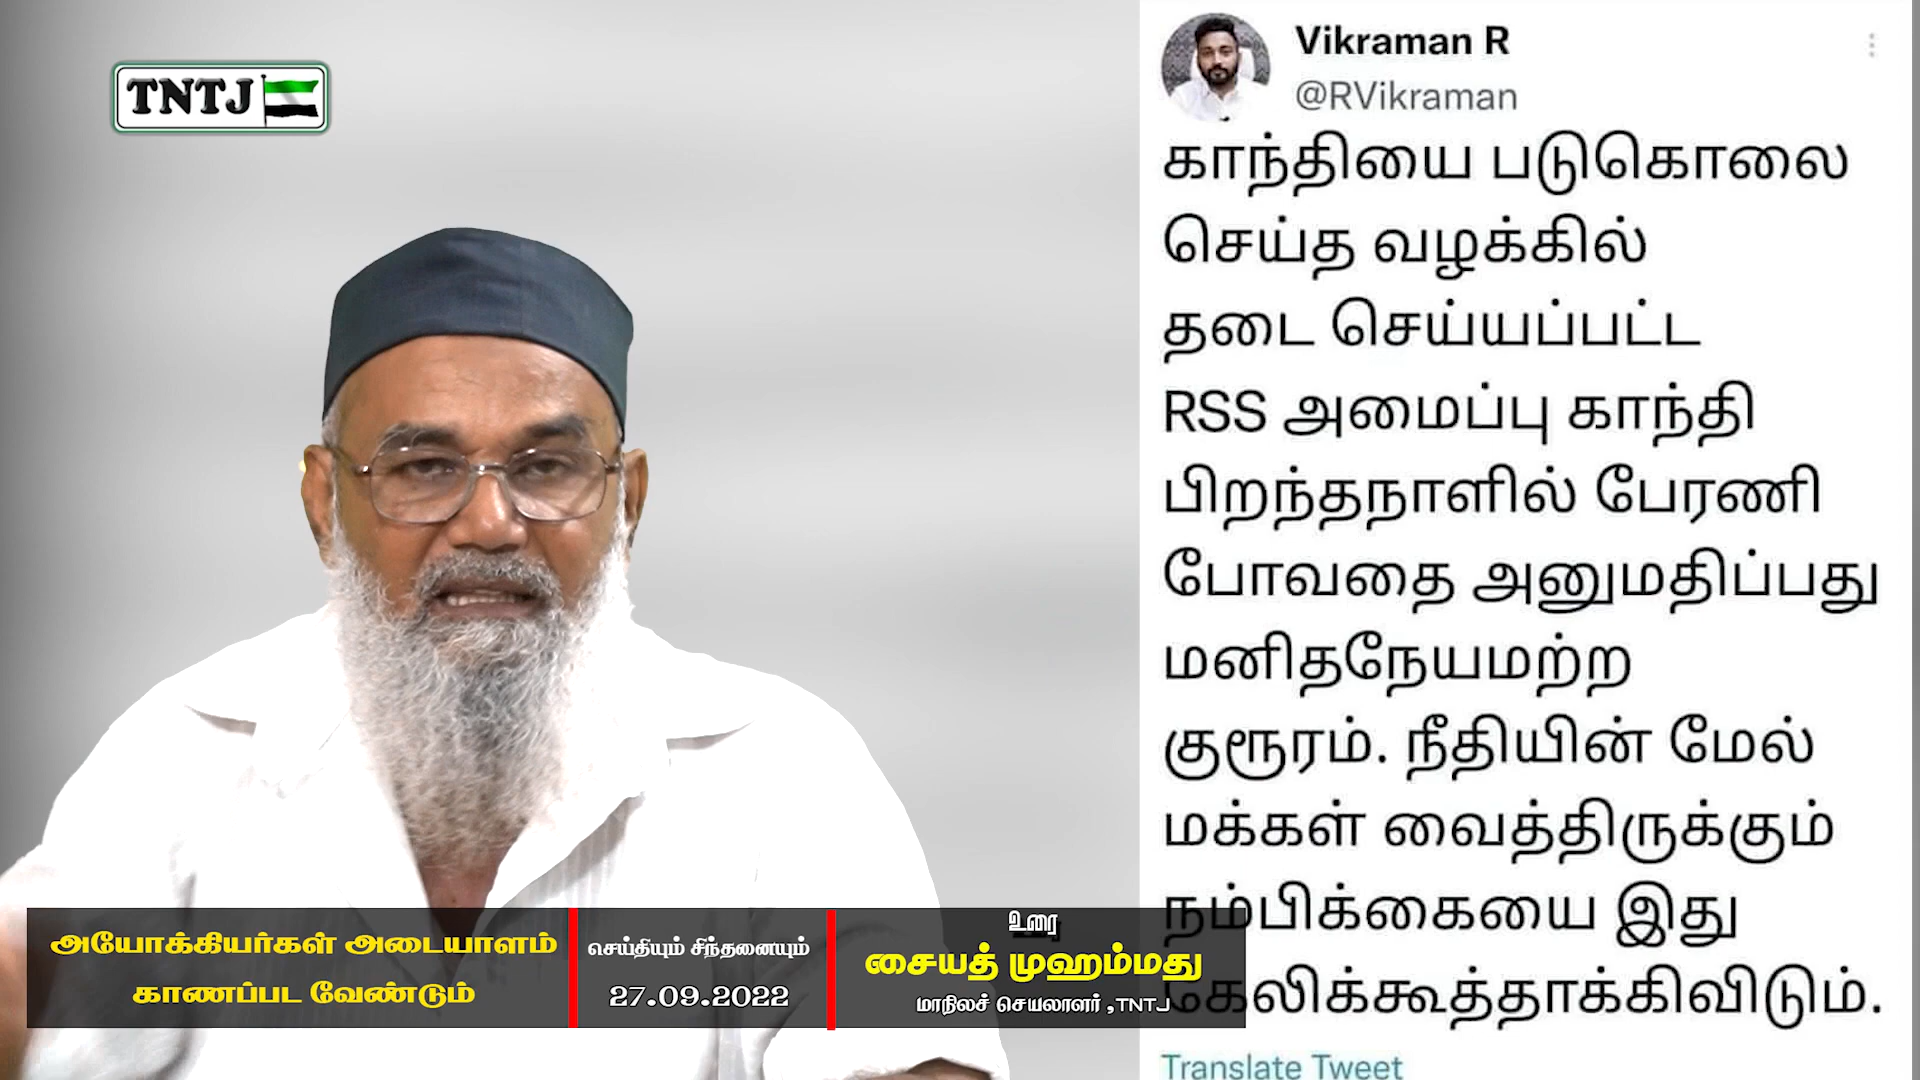 TNTJ
Vikraman R
@RVikraman
காந்தியை படுகொலை
செய்த வழக்கில்
தடை செய்யப்பட்ட
RSS அமைப்பு காந்தி
பிறந்தநாளில் பேரணி
போவதை அனுமதிப்பது
மனிதநேயமற்ற
குரூரம். நீதியின் மேல்
மக்கள் வைத்திருக்கும்
நம்பிக்கையை இது
கேலிக்கூத்தாக்கிவிடும்.
Translate Tweet
அயோக்கியர்கள் அடையாளம்
காணப்பட வேண்டும்
செய்தியும் சிந்தனையும்
27.09.2022
உரை
சையத் முஹம்மது
மாநிலச் செயலாளர் ,TNTJ